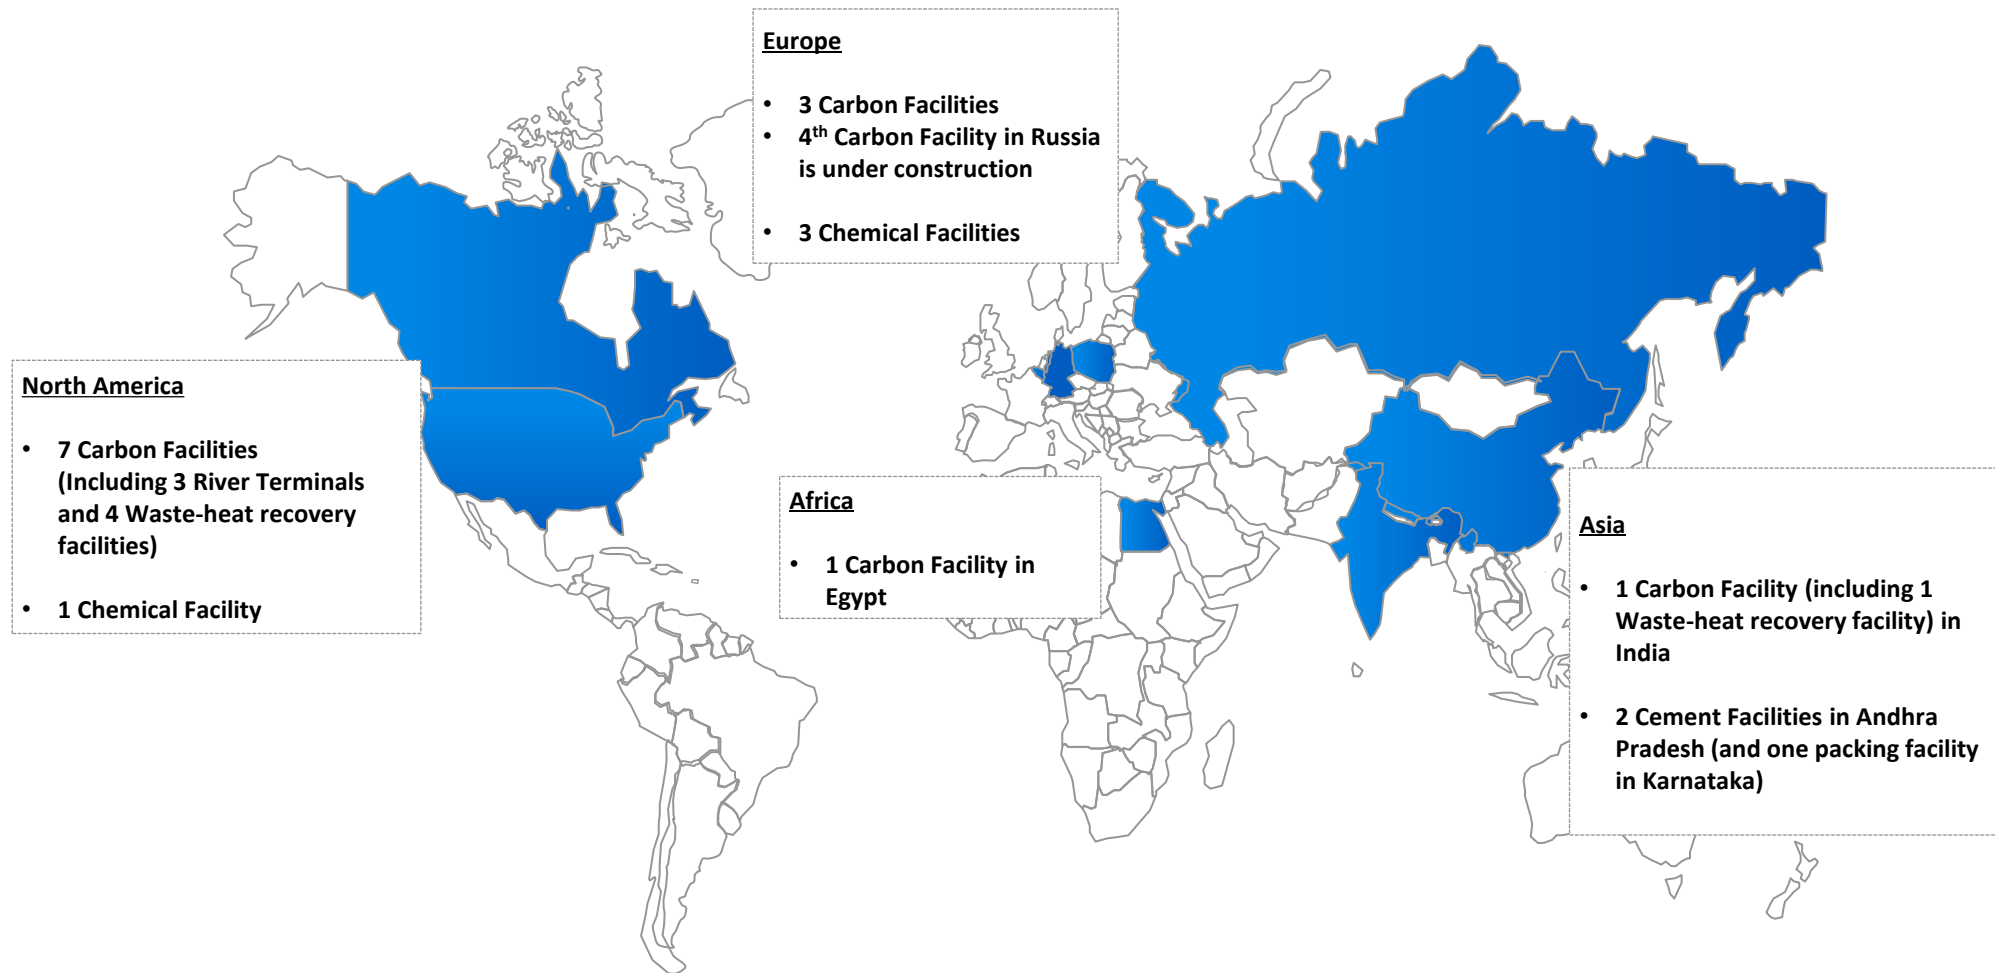 Europe
• 3 Carbon Facilities
• 4th Carbon Facility in Russia
is under construction
• 3 Chemical Facilities
North America
• 7 Carbon Facilities
(Including 3 River Terminals
and 4 Waste-heat recovery
facilities)
• 1 Chemical Facility
Africa
• 1 Carbon Facility in
Egypt
Asia
• 1 Carbon Facility (including 1
Waste-heat recovery facility) in
India
• 2 Cement Facilities in Andhra
Pradesh (and one packing facility
in Karnataka)